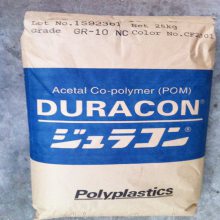 Lot No.1S92361 Net 25kg
Grade GR-10 NC Color No.CF2001
Acetal Co-polymer (POM)
DURACON®
ジュラコン®
Polyplastics